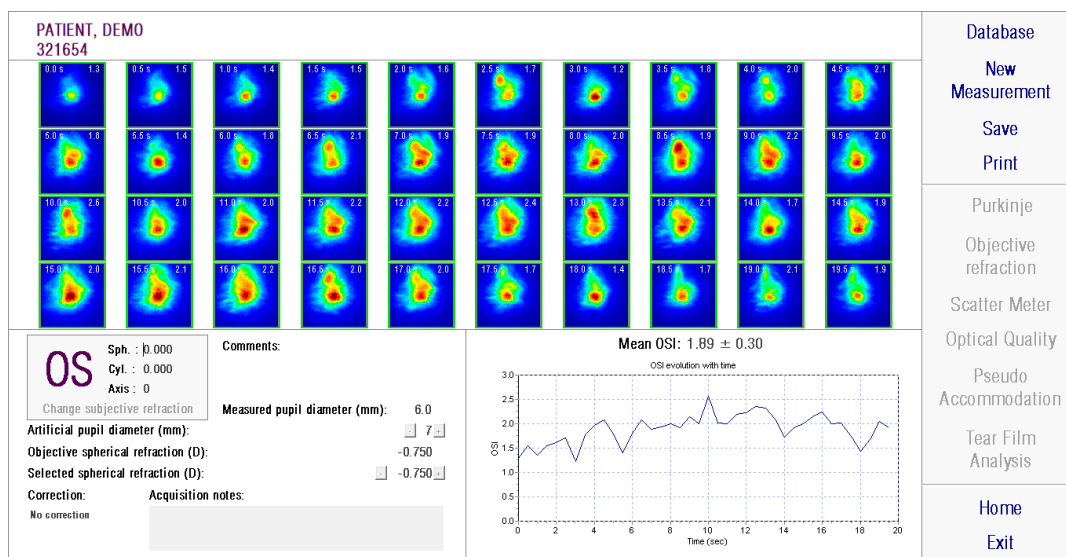 PATIENT, DEMO
321654
0.0 s 1.3
0.5 s 1.5
1.0 s 1.4
1.5 s 1.5
2.0 s 1.6
2.5 s 1.7
3.0 s 1.2
3.5 s 1.8
4.0 s 2.0
4.5 s 2.1
5.0 s 1.8
5.5 s 1.4
6.0 s 1.8
6.5 s 2.1
7.0 s 1.9
7.5 s 1.9
8.0 s 2.0
8.5 s 1.9
9.0 s 2.2
9.5 s 2.0
10.0 s 2.6
10.5 s 2.0
11.0 s 2.0
11.5 s 2.2
12.0 s 2.2
12.5 s 2.4
13.0 s 2.3
13.5 s 2.1
14.0 s 1.7
14.5 s 1.9
15.0 s 2.0
15.5 s 2.1
16.0 s 2.2
16.5 s 2.0
17.0 s 2.0
17.5 s 1.7
18.0 s 1.4
18.5 s 1.7
19.0 s 2.1
19.5 s 1.9
OS
Sph. : 0.000
Cyl. : 0.000
Axis : 0
Change subjective refraction
Comments:
Measured pupil diameter (mm): 6.0
Artificial pupil diameter (mm): - 7 +
Objective spherical refraction (D): -0.750
Selected spherical refraction (D): - -0.750 +
Correction: Acquisition notes:
No correction
Mean OSI: 1.89 ± 0.30
OSI evolution with time
OSI
3.0
2.5
2.0
1.5
1.0
0.5
0.0
0 2 4 6 8 10 12 14 16 18 20
Time (sec)
Database
New
Measurement
Save
Print
Purkinje
Objective
refraction
Scatter Meter
Optical Quality
Pseudo
Accommodation
Tear Film
Analysis
Home
Exit